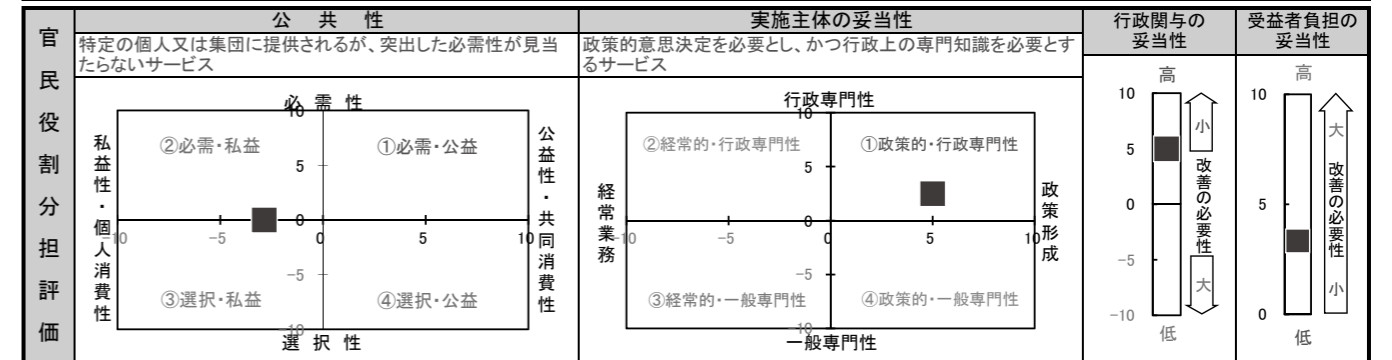 官民役割分担評価
公共性
実施主体の妥当性
行政関与の
妥当性
受益者負担の
妥当性
特定の個人又は集団に提供されるが、突出した必需性が見当
たらないサービス
政策的意思決定を必要とし、かつ行政上の専門知識を必要とす
るサービス
必需性
10
②必需・私益
①必需・公益
私益性・個人消費性
公益性・共同消費性
5
0
-10
-5
0
5
10
-5
③選択・私益
④選択・公益
-10
選択性
行政専門性
10
②経常的・行政専門性
①政策的・行政専門性
5
経常業務
政策形成
0
-10
-5
0
5
10
-5
③経常的・一般専門性
④政策的・一般専門性
-10
一般専門性
高
10
5
0
-5
-10
低
小
改善の必要性
大
高
10
5
0
低
大
改善の必要性
小